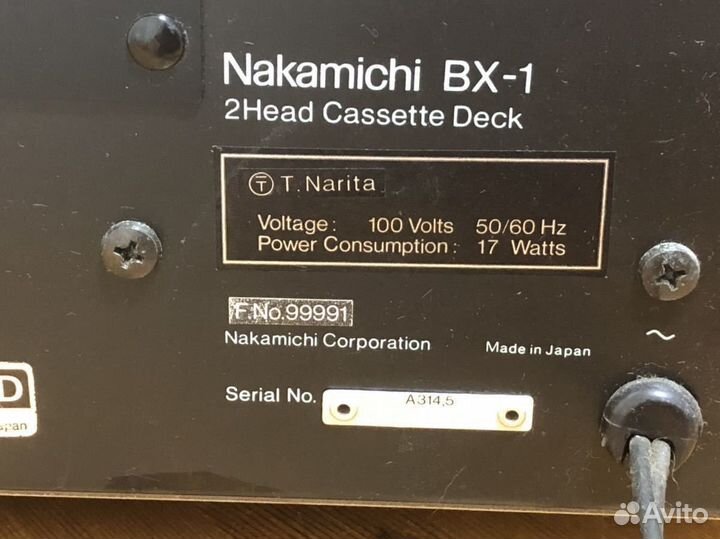 Nakamichi BX-1
2Head Cassette Deck
T T. Narita
Voltage: 100 Volts 50/60 Hz
Power Consumption: 17 Watts
F.No.99991
Nakamichi Corporation
Made in Japan
~
Serial No.
A314,5
D
Avito